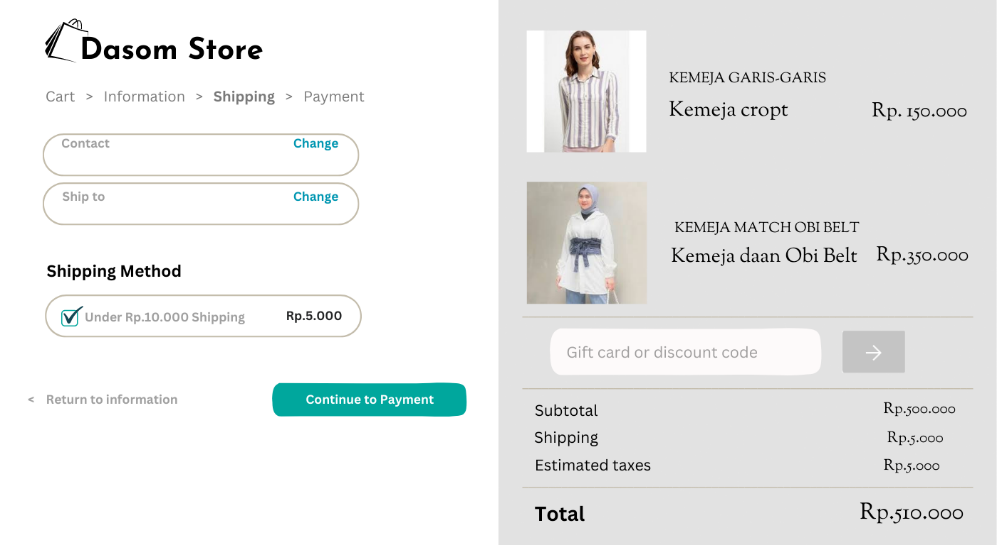 Dasom Store
Cart > Information > Shipping > Payment
Contact Change
Ship to Change
Shipping Method
Under Rp.10.000 Shipping Rp.5.000
< Return to information Continue to Payment
KEMEJA GARIS-GARIS
Kemeja cropt Rp. 150.000
KEMEJA MATCH OBI BELT
Kemeja daan Obi Belt Rp.350.000
Gift card or discount code →
Subtotal Rp.500.000
Shipping Rp.5.000
Estimated taxes Rp.5.000
Total Rp.510.000